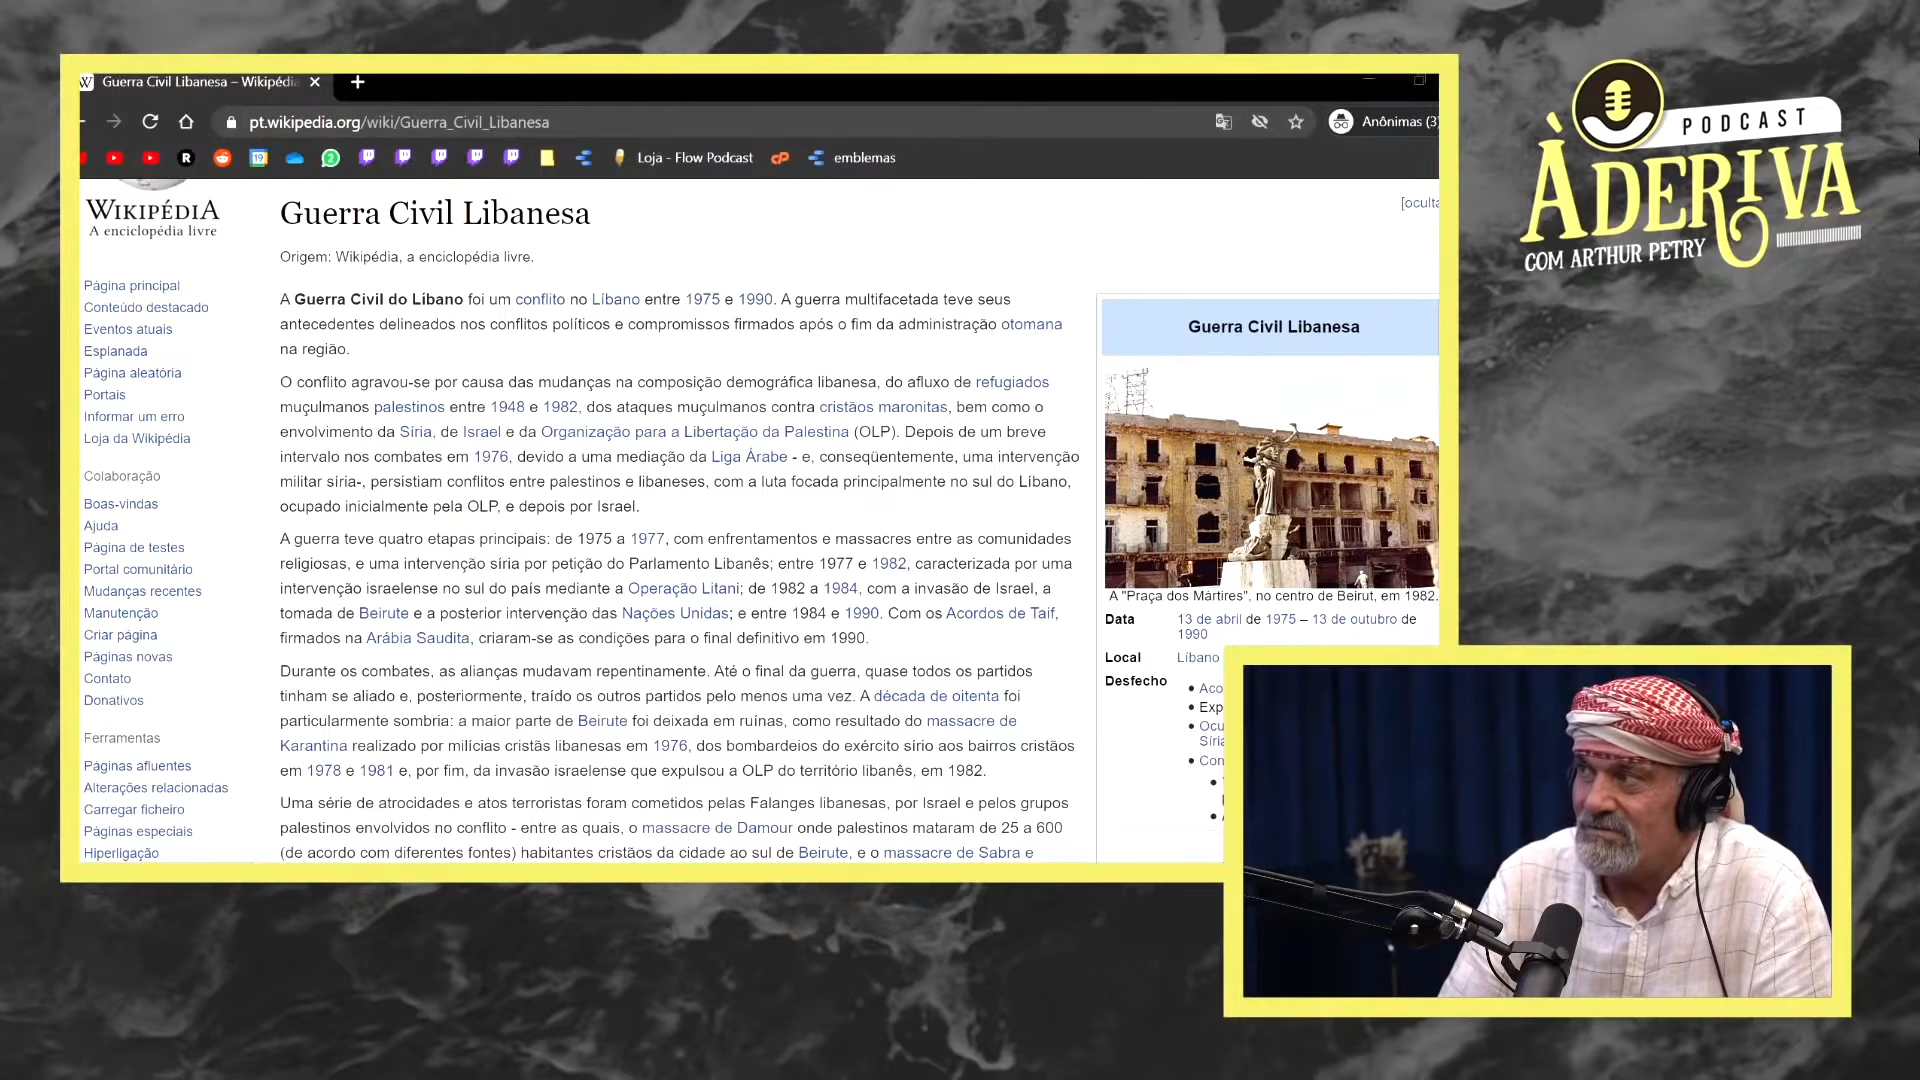 Guerra Civil Libanesa – Wikipédia
pt.wikipedia.org/wiki/Guerra_Civil_Libanesa
Anônimas (3)
R
19
2
Loja - Flow Podcast
emblemas
PODCAST
À DERIVA
COM ARTHUR PETRY
WIKIPÉDIA
A enciclopédia livre
Página principal
Conteúdo destacado
Eventos atuais
Esplanada
Página aleatória
Portais
Informar um erro
Loja da Wikipédia
Colaboração
Boas-vindas
Ajuda
Página de testes
Portal comunitário
Mudanças recentes
Manutenção
Criar página
Páginas novas
Contato
Donativos
Ferramentas
Páginas afluentes
Alterações relacionadas
Carregar ficheiro
Páginas especiais
Hiperligação
Guerra Civil Libanesa
[oculta
Origem: Wikipédia, a enciclopédia livre.
A Guerra Civil do Líbano foi um conflito no Líbano entre 1975 e 1990. A guerra multifacetada teve seus
antecedentes delineados nos conflitos políticos e compromissos firmados após o fim da administração otomana
na região.
O conflito agravou-se por causa das mudanças na composição demográfica libanesa, do afluxo de refugiados
muçulmanos palestinos entre 1948 e 1982, dos ataques muçulmanos contra cristãos maronitas, bem como o
envolvimento da Síria, de Israel e da Organização para a Libertação da Palestina (OLP). Depois de um breve
intervalo nos combates em 1976, devido a uma mediação da Liga Árabe - e, conseqüentemente, uma intervenção
militar síria-, persistiam conflitos entre palestinos e libaneses, com a luta focada principalmente no sul do Líbano,
ocupado inicialmente pela OLP, e depois por Israel.
A guerra teve quatro etapas principais: de 1975 a 1977, com enfrentamentos e massacres entre as comunidades
religiosas, e uma intervenção síria por petição do Parlamento Libanês; entre 1977 e 1982, caracterizada por uma
intervenção israelense no sul do país mediante a Operação Litani; de 1982 a 1984, com a invasão de Israel, a
tomada de Beirute e a posterior intervenção das Nações Unidas; e entre 1984 e 1990. Com os Acordos de Taif,
firmados na Arábia Saudita, criaram-se as condições para o final definitivo em 1990.
Durante os combates, as alianças mudavam repentinamente. Até o final da guerra, quase todos os partidos
tinham se aliado e, posteriormente, traído os outros partidos pelo menos uma vez. A década de oitenta foi
particularmente sombria: a maior parte de Beirute foi deixada em ruínas, como resultado do massacre de
Karantina realizado por milícias cristãs libanesas em 1976, dos bombardeios do exército sírio aos bairros cristãos
em 1978 e 1981 e, por fim, da invasão israelense que expulsou a OLP do território libanês, em 1982.
Uma série de atrocidades e atos terroristas foram cometidos pelas Falanges libanesas, por Israel e pelos grupos
palestinos envolvidos no conflito - entre as quais, o massacre de Damour onde palestinos mataram de 25 a 600
(de acordo com diferentes fontes) habitantes cristãos da cidade ao sul de Beirute, e o massacre de Sabra e
Guerra Civil Libanesa
A "Praça dos Mártires", no centro de Beirut, em 1982.
Data 13 de abril de 1975 – 13 de outubro de
1990
Local Líbano
Desfecho
Aco
Exp
Ocu
Síria
Con